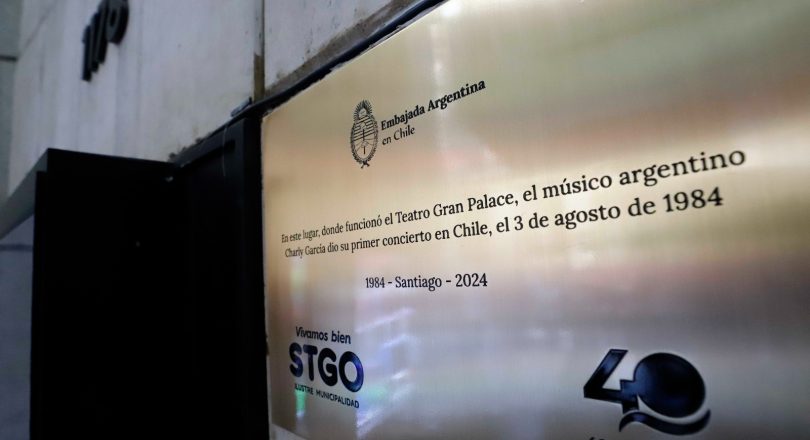 176
Embajada Argentina
en Chile
En este lugar, donde funcionó el Teatro Gran Palace, el músico argentino
Charly García dio su primer concierto en Chile, el 3 de agosto de 1984
1984 - Santiago - 2024
Vivamos bien
STGO
ILUSTRE MUNICIPALIDAD
40